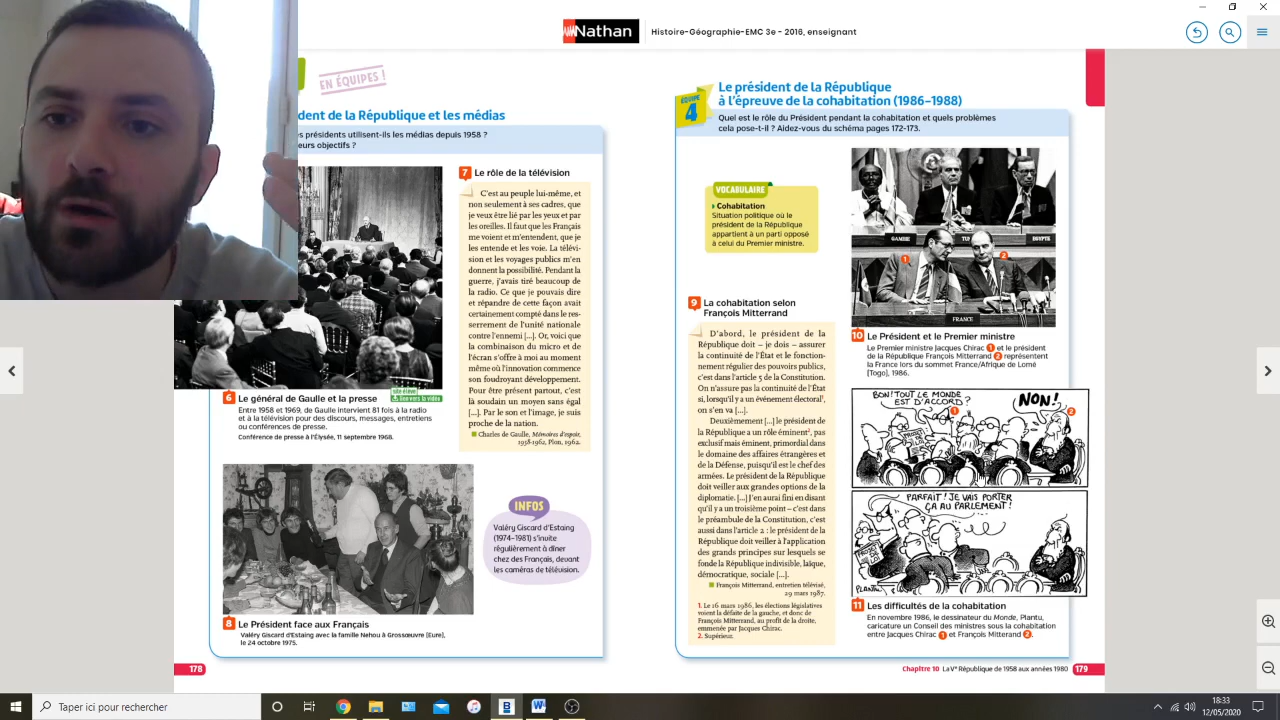 Nathan
Histoire-Géographie-EMC 3e - 2016, enseignant
EN ÉQUIPES !
dent de la République et les médias
s présidents utilisent-ils les médias depuis 1958 ?
eurs objectifs ?
7 Le rôle de la télévision
C'est au peuple lui-même, et
non seulement à ses cadres, que
je veux être lié par les yeux et par
les oreilles. Il faut que les Français
me voient et m'entendent, que je
les entende et les voie. La télévi-
sion et les voyages publics m'en
donnent la possibilité. Pendant la
guerre, j'avais tiré beaucoup de
la radio. Ce que je pouvais dire
et répandre de cette façon avait
certainement compté dans le res-
serrement de l'unité nationale
contre l'ennemi [...]. Or, voici que
la combinaison du micro et de
l'écran s'offre à moi au moment
même où l'innovation commence
son foudroyant développement.
Pour être présent partout, c'est
là soudain un moyen sans égal
[...]. Par le son et l'image, je suis
proche de la nation.
Charles de Gaulle, Mémoires d'espoir,
1958-1962, Plon, 1962.
6 Le général de Gaulle et la presse
site élève
Lien vers la vidéo
Entre 1958 et 1969, de Gaulle intervient 81 fois à la radio
et à la télévision pour des discours, messages, entretiens
ou conférences de presse.
Conférence de presse à l'Élysée, 11 septembre 1968.
INFOS
Valéry Giscard d'Estaing
(1974-1981) s'invite
régulièrement à dîner
chez des Français, devant
les caméras de télévision.
8 Le Président face aux Français
Valéry Giscard d'Estaing avec la famille Nehou à Grossœuvre (Eure),
le 24 octobre 1975.
178
ÉQUIPE
4
Le président de la République
à l'épreuve de la cohabitation (1986-1988)
Quel est le rôle du Président pendant la cohabitation et quels problèmes
cela pose-t-il ? Aidez-vous du schéma pages 172-173.
VOCABULAIRE
Cohabitation
Situation politique où le
président de la République
appartient à un parti opposé
à celui du Premier ministre.
9 La cohabitation selon
François Mitterrand
D'abord, le président de la
République doit – je dois – assurer
la continuité de l'État et le fonction-
nement régulier des pouvoirs publics,
c'est dans l'article 5 de la Constitution.
On n'assure pas la continuité de l'État
si, lorsqu'il y a un événement électoral1,
on s'en va [...].
Deuxièmement [...] le président de
la République a un rôle éminent2, pas
exclusif mais éminent, primordial dans
le domaine des affaires étrangères et
de la Défense, puisqu'il est le chef des
armées. Le président de la République
doit veiller aux grandes options de la
diplomatie. [...] J'en aurai fini en disant
qu'il y a un troisième point – c'est dans
le préambule de la Constitution, c'est
aussi dans l'article 2 : le président de la
République doit veiller à l'application
des grands principes sur lesquels se
fonde la République indivisible, laïque,
démocratique, sociale [...].
François Mitterrand, entretien télévisé,
29 mars 1987.
1. Le 16 mars 1986, les élections législatives
voient la défaite de la gauche, et donc de
François Mitterrand, au profit de la droite,
emmenée par Jacques Chirac.
2. Supérieur.
GAMBIE
EGYPTE
1
2
FRANCE
10 Le Président et le Premier ministre
Le Premier ministre Jacques Chirac 1 et le président
de la République François Mitterrand 2 représentent
la France lors du sommet France/Afrique de Lomé
(Togo), 1986.
BON! TOUT LE MONDE
EST D'ACCORD ?
1
NON!
2
PARFAIT! JE VAIS PORTER
ÇA AU PARLEMENT!
PLANTU
11 Les difficultés de la cohabitation
En novembre 1986, le dessinateur du Monde, Plantu,
caricature un Conseil des ministres sous la cohabitation
entre Jacques Chirac 1 et François Mitterand 2.
Chapitre 10 La Ve République de 1958 aux années 1980 179
Taper ici pour rechercher
18:33
12/05/2020